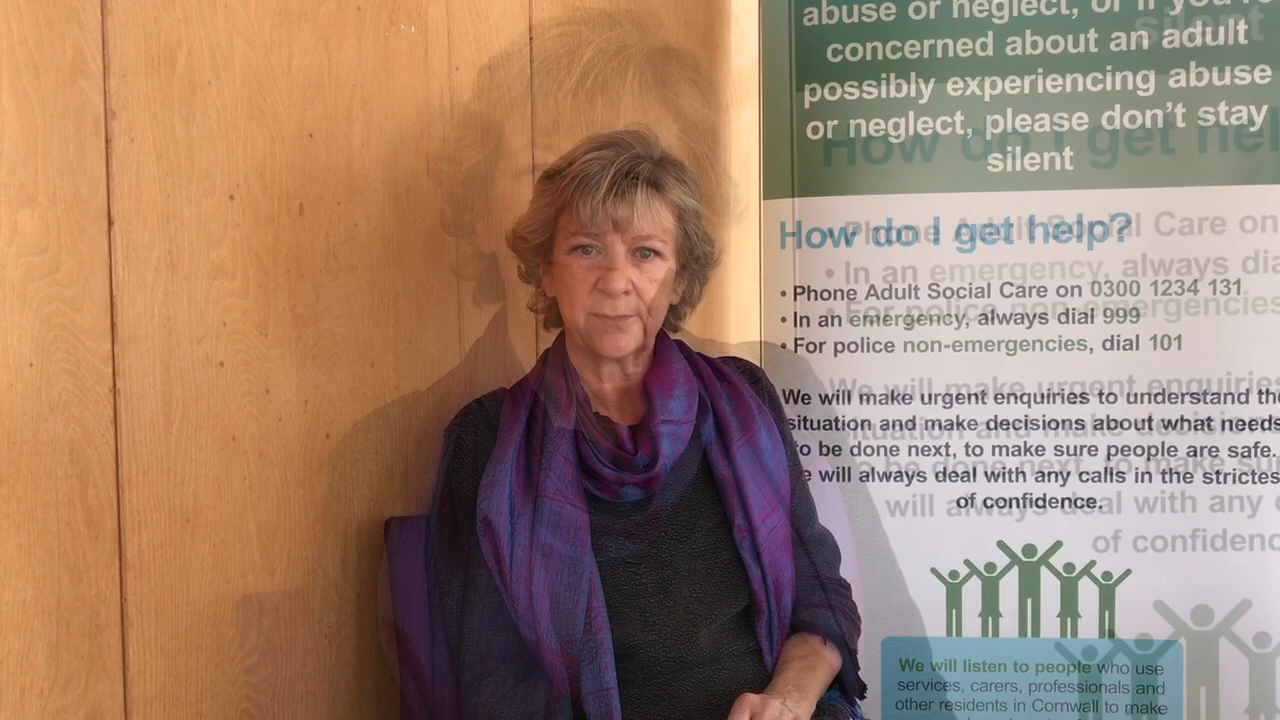 abuse or neglect, or if you're
concerned about an adult
possibly experiencing abuse
or neglect, please don't stay
silent
How do I get help?
• Phone Adult Social Care on 0300 1234 131
• In an emergency, always dial 999
• For police non-emergencies, dial 101
We will make urgent enquiries to understand the
situation and make decisions about what needs
to be done next, to make sure people are safe.
e will always deal with any calls in the strictes
of confidence.
We will listen to people who use
services, carers, professionals and
other residents in Cornwall to make